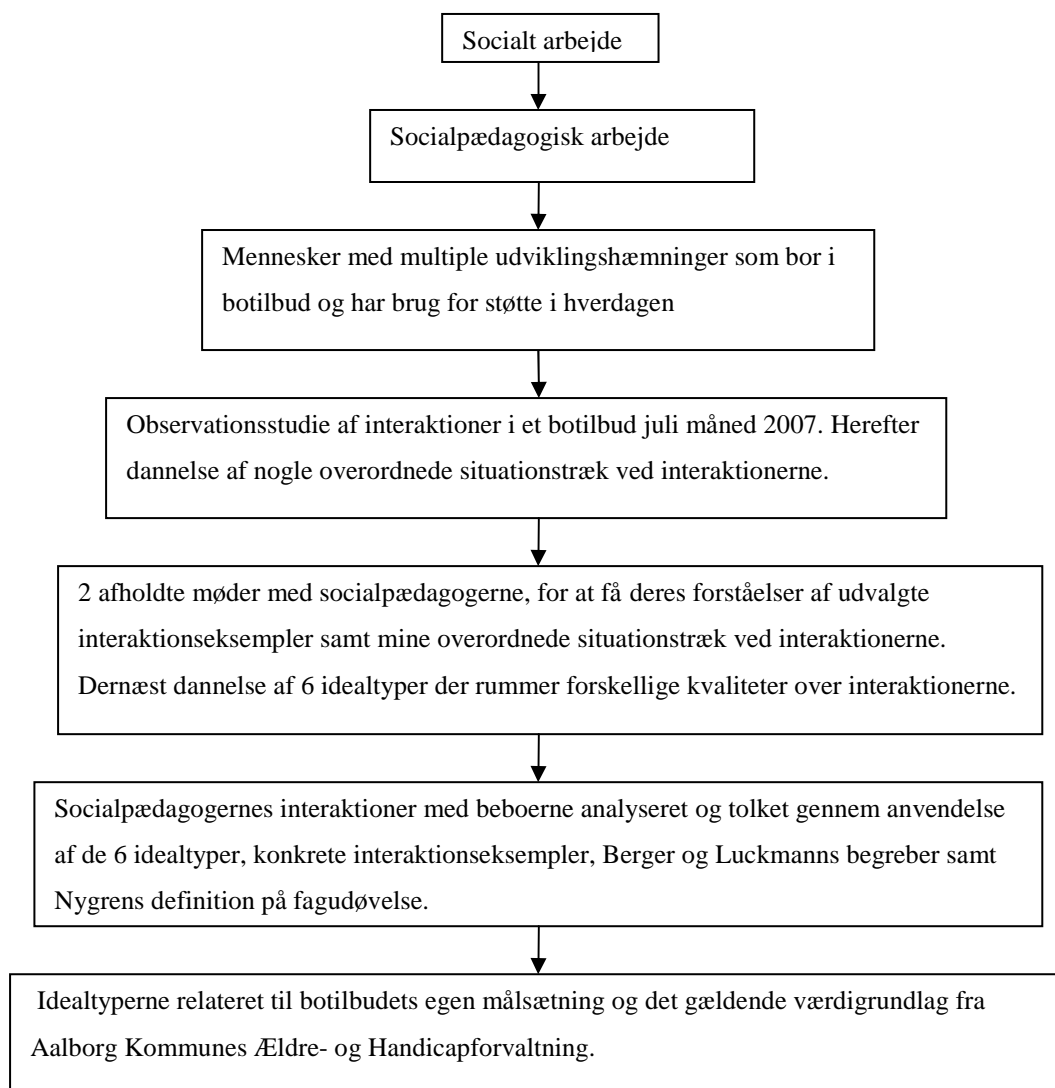 Socialt arbejde
Socialpædagogisk arbejde
Mennesker med multiple udviklingshæmninger som bor i
botilbud og har brug for støtte i hverdagen
Observationsstudie af interaktioner i et botilbud juli måned 2007. Herefter
dannelse af nogle overordnede situationstræk ved interaktionerne.
2 afholdte møder med socialpædagogerne, for at få deres forståelser af udvalgte
interaktionseksempler samt mine overordnede situationstræk ved interaktionerne.
Dernæst dannelse af 6 idealtyper der rummer forskellige kvaliteter over interaktionerne.
Socialpædagogernes interaktioner med beboerne analyseret og tolket gennem anvendelse
af de 6 idealtyper, konkrete interaktionseksempler, Berger og Luckmanns begreber samt
Nygrens definition på fagudøvelse.
Idealtyperne relateret til botilbudets egen målsætning og det gældende værdigrundlag fra
Aalborg Kommunes Ældre- og Handicapforvaltning.